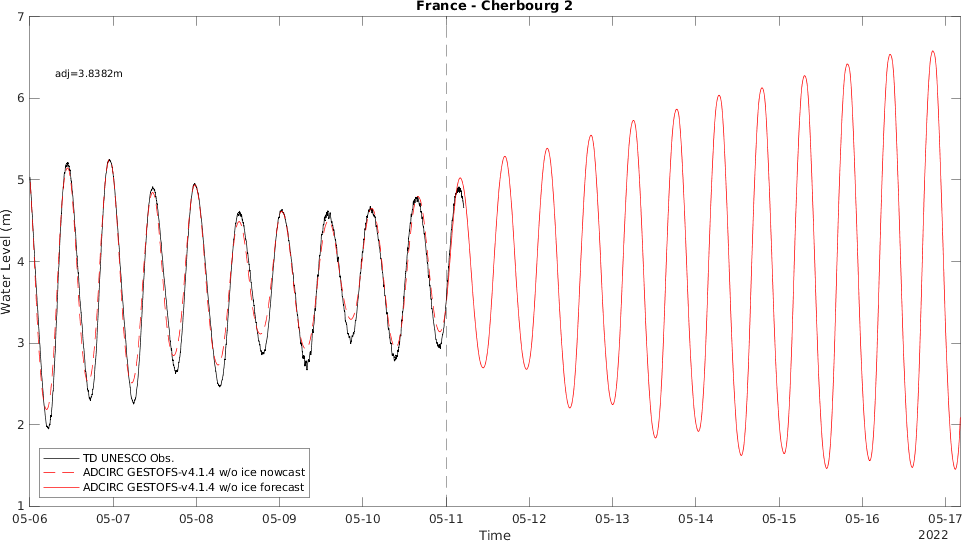 France - Cherbourg 2
7
6
5
4
3
2
1
Water Level (m)
adj=3.8382m
TD UNESCO Obs.
ADCIRC GESTOFS-v4.1.4 w/o ice nowcast
ADCIRC GESTOFS-v4.1.4 w/o ice forecast
05-06 05-07 05-08 05-09 05-10 05-11 05-12 05-13 05-14 05-15 05-16 05-17
Time
2022